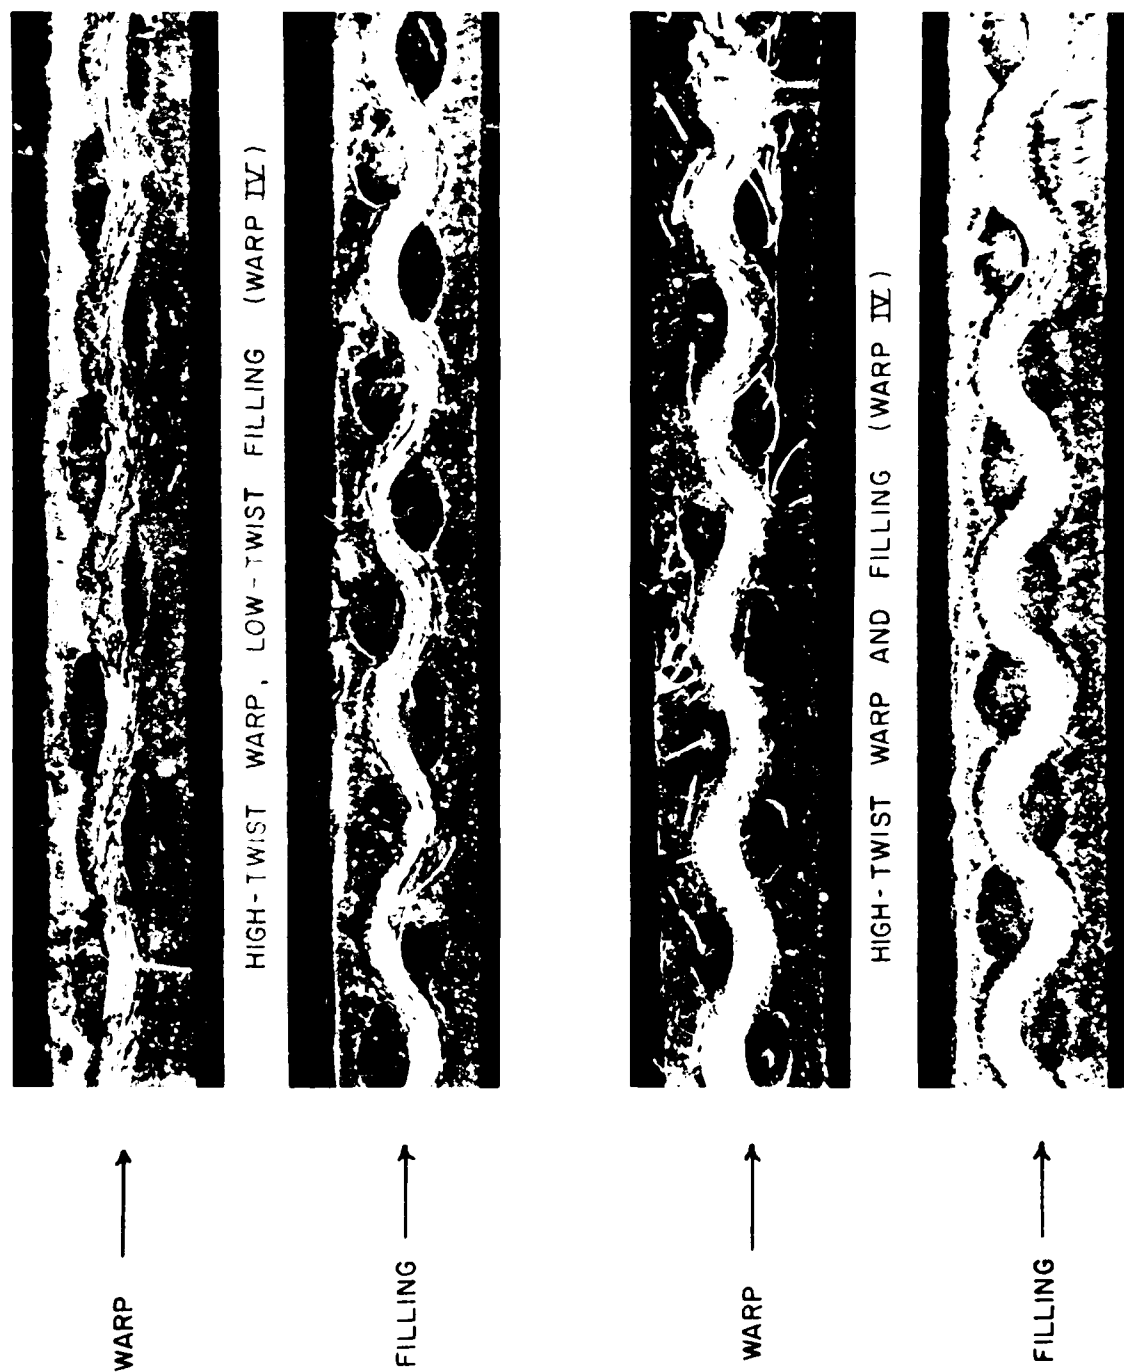 WARP
HIGH-TWIST WARP, LOW-TWIST FILLING (WARP IV)
FILLING
WARP
HIGH-TWIST WARP AND FILLING (WARP IV)
FILLING